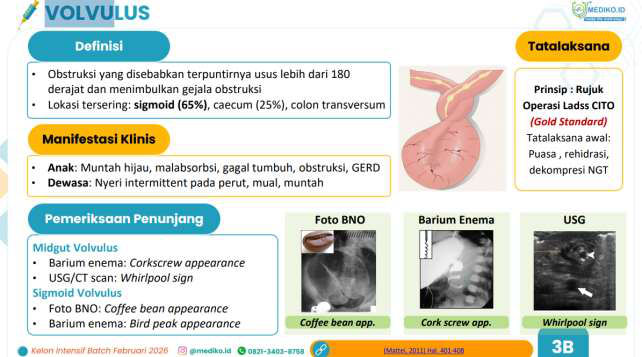 VOLVULUS
MEDIKO.ID
Definisi
• Obstruksi yang disebabkan terpuntirnya usus lebih dari 180
derajat dan menimbulkan gejala obstruksi
• Lokasi tersering: sigmoid (65%), caecum (25%), colon transversum
Manifestasi Klinis
• Anak: Muntah hijau, malabsorbsi, gagal tumbuh, obstruksi, GERD
• Dewasa: Nyeri intermittent pada perut, mual, muntah
Tatalaksana
Prinsip : Rujuk
Operasi Ladss CITO
(Gold Standard)
Tatalaksana awal:
Puasa , rehidrasi,
dekompresi NGT
Pemeriksaan Penunjang
Midgut Volvulus
• Barium enema: Corkscrew appearance
• USG/CT scan: Whirlpool sign
Sigmoid Volvulus
• Foto BNO: Coffee bean appearance
• Barium enema: Bird peak appearance
Foto BNO
Coffee bean app.
Barium Enema
Cork screw app.
USG
Whirlpool sign
Kelon Intensif Batch Februari 2026
@mediko.id
0821-3403-8758
(Mattei, 2011) Hal. 401-408
3B